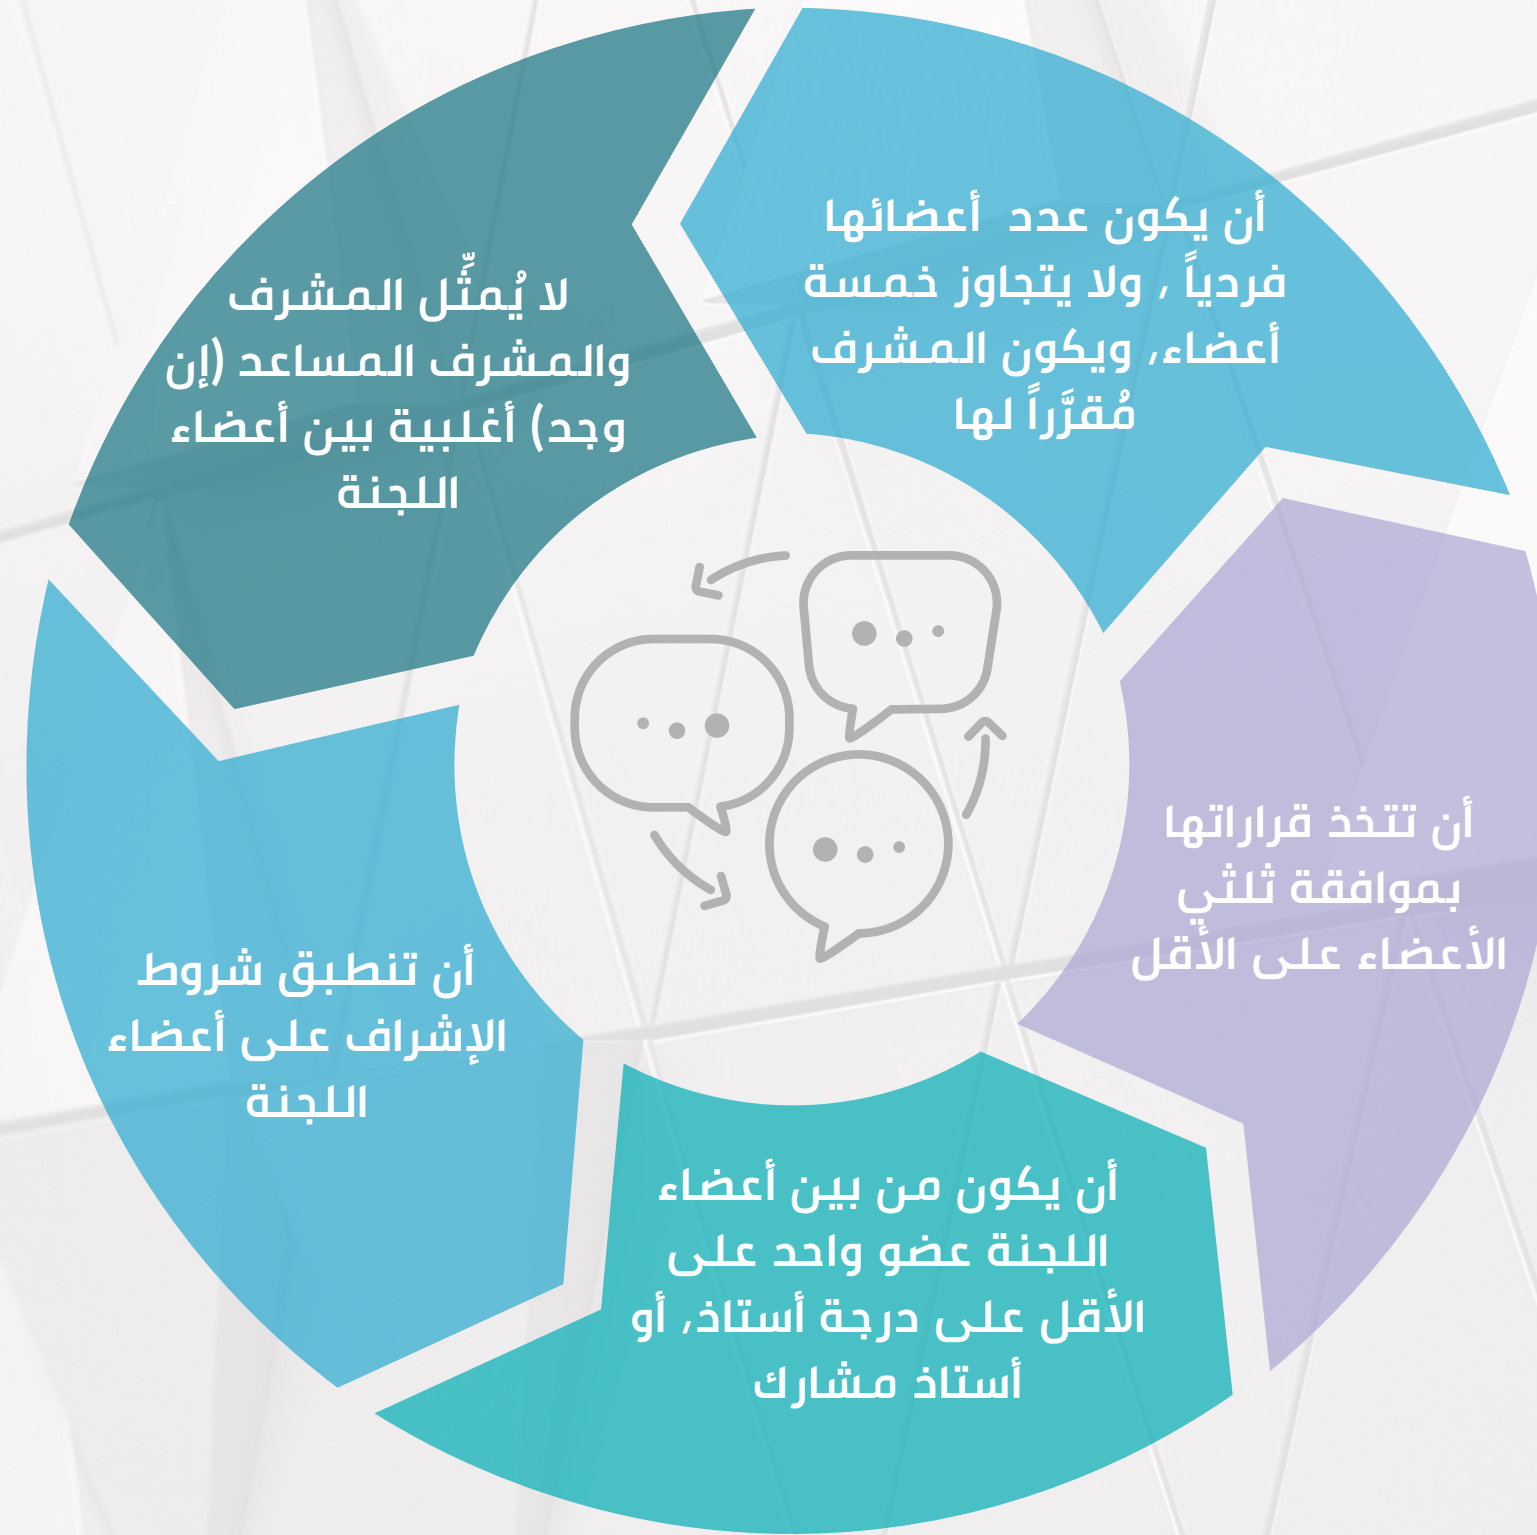 أن يكون عدد أعضائها
فردياً ، ولا يتجاوز خمسة
أعضاء، ويكون المشرف
مُقرَّراً لها
أن تتخذ قراراتها
بموافقة ثلثي
الأعضاء على الأقل
أن يكون من بين أعضاء
اللجنة عضو واحد على
الأقل على درجة أستاذ، أو
أستاذ مشارك
أن تنطبق شروط
الإشراف على أعضاء
اللجنة
لا يُمثِّل المشرف
والمشرف المساعد (إن
وجد) أغلبية بين أعضاء
اللجنة